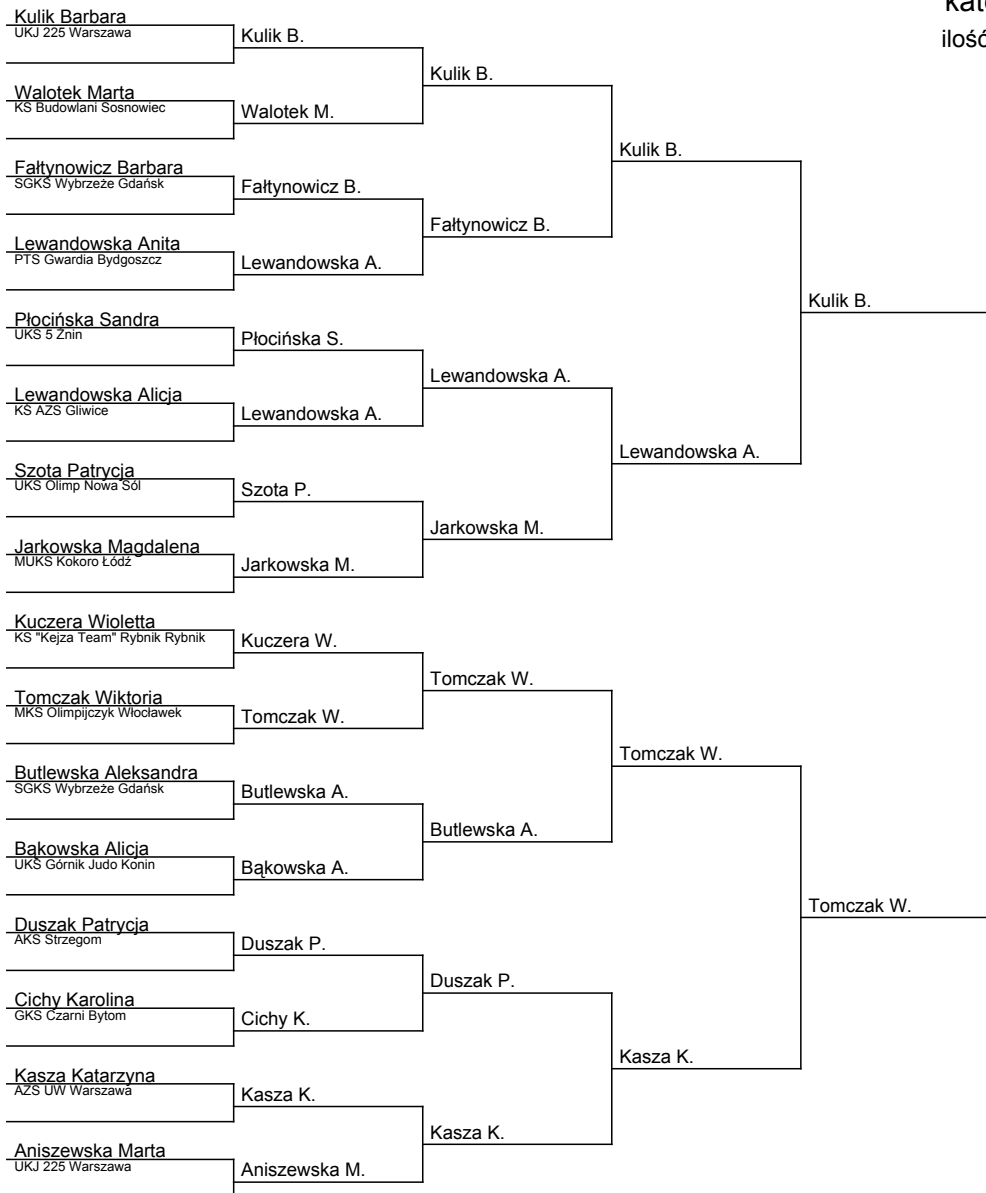 kat
ilość
Kulik Barbara
UKJ 225 Warszawa
Walotek Marta
KS Budowlani Sosnowiec
Fałtynowicz Barbara
SGKS Wybrzeże Gdańsk
Lewandowska Anita
PTS Gwardia Bydgoszcz
Płocińska Sandra
UKS 5 Żnin
Lewandowska Alicja
KŚ AZS Gliwice
Szota Patrycja
UKS Olimp Nowa Sól
Jarkowska Magdalena
MUKS Kokoro Łódź
Kuczera Wioletta
KS "Kejza Team" Rybnik Rybnik
Tomczak Wiktoria
MKS Olimpijczyk Włocławek
Butlewska Aleksandra
SGKS Wybrzeże Gdańsk
Bąkowska Alicja
UKS Górnik Judo Konin
Duszak Patrycja
AKS Strzegom
Cichy Karolina
GKS Czarni Bytom
Kasza Katarzyna
AZS UW Warszawa
Aniszewska Marta
UKJ 225 Warszawa
Kulik B.
Walotek M.
Fałtynowicz B.
Lewandowska A.
Płocińska S.
Lewandowska A.
Szota P.
Jarkowska M.
Kuczera W.
Tomczak W.
Butlewska A.
Bąkowska A.
Duszak P.
Cichy K.
Kasza K.
Aniszewska M.
Kulik B.
Fałtynowicz B.
Lewandowska A.
Jarkowska M.
Tomczak W.
Butlewska A.
Duszak P.
Kasza K.
Kulik B.
Lewandowska A.
Tomczak W.
Kasza K.
Kulik B.
Tomczak W.